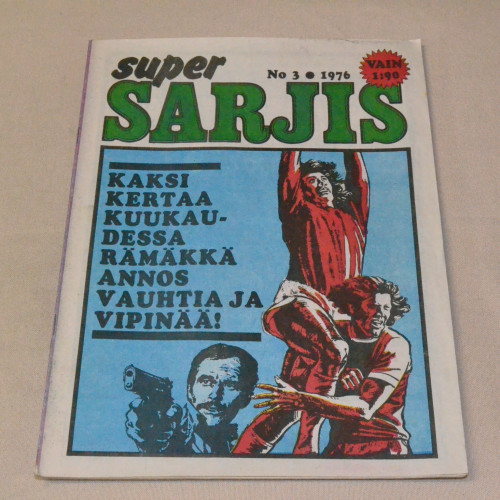 super
No 3 ● 1976
VAIN
1:90
SARJIS
KAKSI
KERTAA
KUUKAU-
DESSA
RÄMÄKKÄ
ANNOS
VAUHTIA JA
VIPINÄÄ!